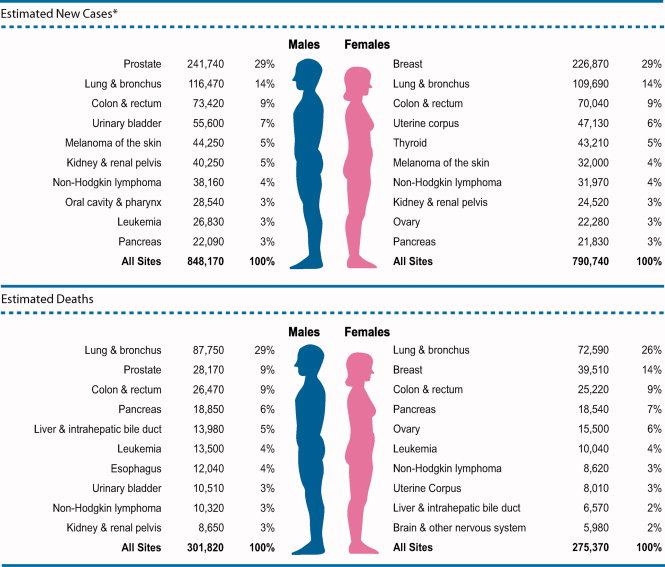 Estimated New Cases*
Males Females
Prostate 241,740 29% Breast 226,870 29%
Lung & bronchus 116,470 14% Lung & bronchus 109,690 14%
Colon & rectum 73,420 9% Colon & rectum 70,040 9%
Urinary bladder 55,600 7% Uterine corpus 47,130 6%
Melanoma of the skin 44,250 5% Thyroid 43,210 5%
Kidney & renal pelvis 40,250 5% Melanoma of the skin 32,000 4%
Non-Hodgkin lymphoma 38,160 4% Non-Hodgkin lymphoma 31,970 4%
Oral cavity & pharynx 28,540 3% Kidney & renal pelvis 24,520 3%
Leukemia 26,830 3% Ovary 22,280 3%
Pancreas 22,090 3% Pancreas 21,830 3%
All Sites 848,170 100% All Sites 790,740 100%
Estimated Deaths
Males Females
Lung & bronchus 87,750 29% Lung & bronchus 72,590 26%
Prostate 28,170 9% Breast 39,510 14%
Colon & rectum 26,470 9% Colon & rectum 25,220 9%
Pancreas 18,850 6% Pancreas 18,540 7%
Liver & intrahepatic bile duct 13,980 5% Ovary 15,500 6%
Leukemia 13,500 4% Leukemia 10,040 4%
Esophagus 12,040 4% Non-Hodgkin lymphoma 8,620 3%
Urinary bladder 10,510 3% Uterine Corpus 8,010 3%
Non-Hodgkin lymphoma 10,320 3% Liver & intrahepatic bile duct 6,570 2%
Kidney & renal pelvis 8,650 3% Brain & other nervous system 5,980 2%
All Sites 301,820 100% All Sites 275,370 100%